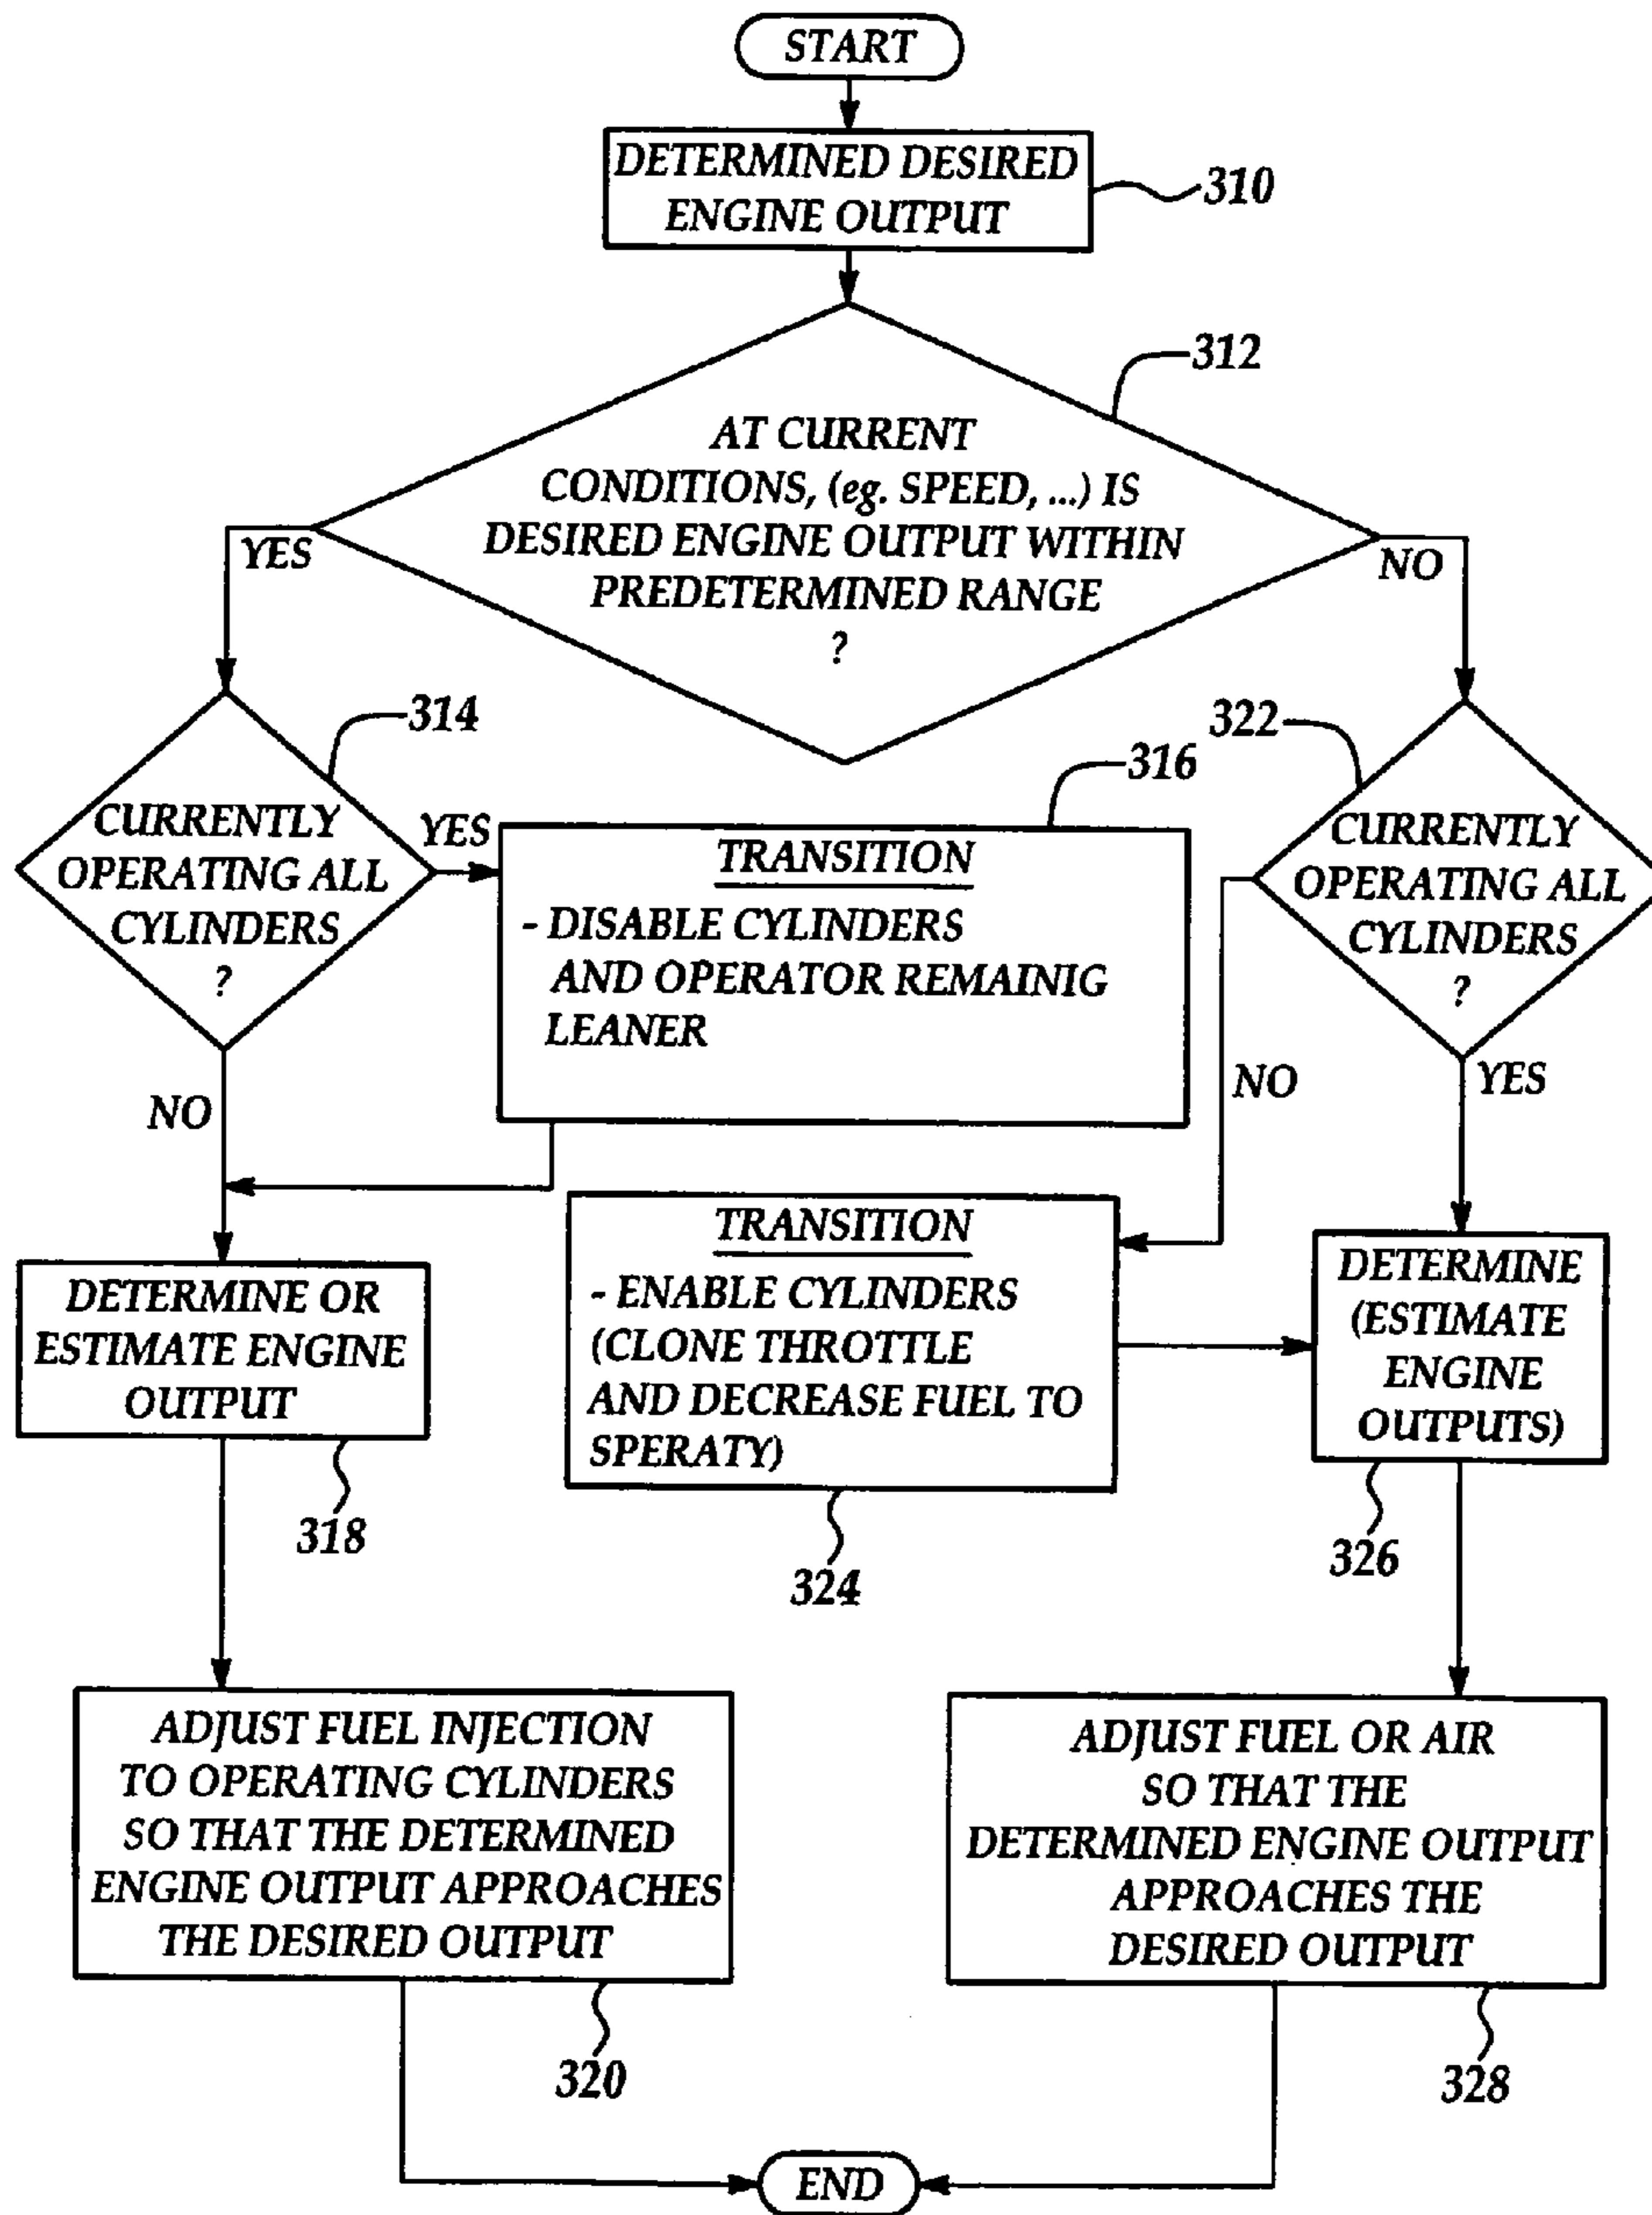 START
DETERMINED DESIRED
ENGINE OUTPUT
310
312
AT CURRENT
CONDITIONS, (eg. SPEED, ...) IS
DESIRED ENGINE OUTPUT WITHIN
PREDETERMINED RANGE
?
YES
NO
314
CURRENTLY
OPERATING ALL
CYLINDERS
?
YES
NO
316
TRANSITION
- DISABLE CYLINDERS
AND OPERATOR REMAINIG
LEANER
322
CURRENTLY
OPERATING ALL
CYLINDERS
?
NO
YES
DETERMINE OR
ESTIMATE ENGINE
OUTPUT
318
TRANSITION
- ENABLE CYLINDERS
(CLONE THROTTLE
AND DECREASE FUEL TO
SPERATY)
324
DETERMINE
(ESTIMATE
ENGINE
OUTPUTS)
326
ADJUST FUEL INJECTION
TO OPERATING CYLINDERS
SO THAT THE DETERMINED
ENGINE OUTPUT APPROACHES
THE DESIRED OUTPUT
320
ADJUST FUEL OR AIR
SO THAT THE
DETERMINED ENGINE OUTPUT
APPROACHES THE
DESIRED OUTPUT
328
END